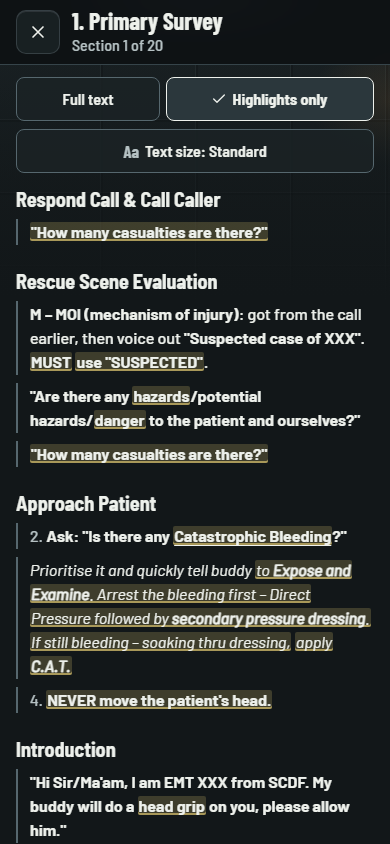 1. Primary Survey
Section 1 of 20
Full text
Highlights only
Aa Text size: Standard
Respond Call & Call Caller
"How many casualties are there?"
Rescue Scene Evaluation
M – MOI (mechanism of injury): got from the call
earlier, then voice out "Suspected case of XXX".
MUST use "SUSPECTED".
"Are there any hazards/potential
hazards/danger to the patient and ourselves?"
"How many casualties are there?"
Approach Patient
2. Ask: "Is there any Catastrophic Bleeding?"
Prioritise it and quickly tell buddy to Expose and
Examine. Arrest the bleeding first – Direct
Pressure followed by secondary pressure dressing.
If still bleeding – soaking thru dressing, apply
C.A.T.
4. NEVER move the patient's head.
Introduction
"Hi Sir/Ma'am, I am EMT XXX from SCDF. My
buddy will do a head grip on you, please allow
him."